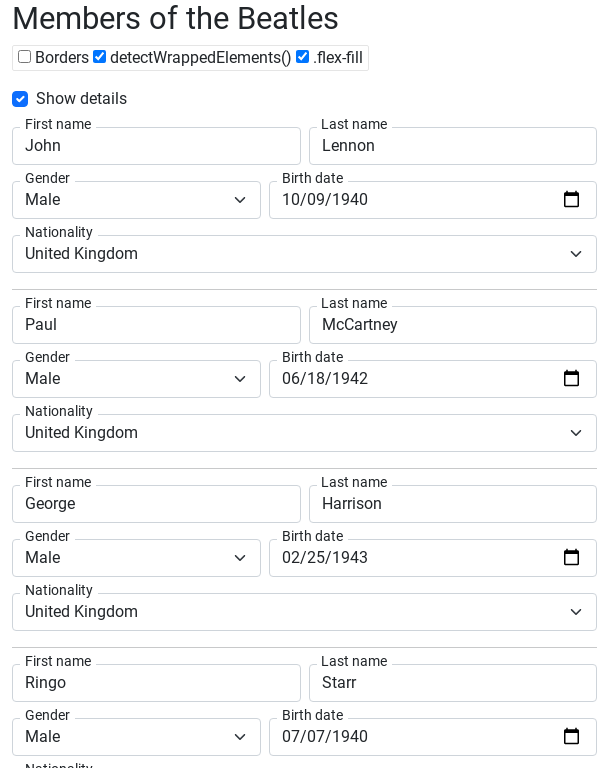 Members of the Beatles
Borders detectWrappedElements() .flex-fill
Show details
First name Last name
John Lennon
Gender Birth date
Male 10/09/1940
Nationality
United Kingdom
First name Last name
Paul McCartney
Gender Birth date
Male 06/18/1942
Nationality
United Kingdom
First name Last name
George Harrison
Gender Birth date
Male 02/25/1943
Nationality
United Kingdom
First name Last name
Ringo Starr
Gender Birth date
Male 07/07/1940
Nationality